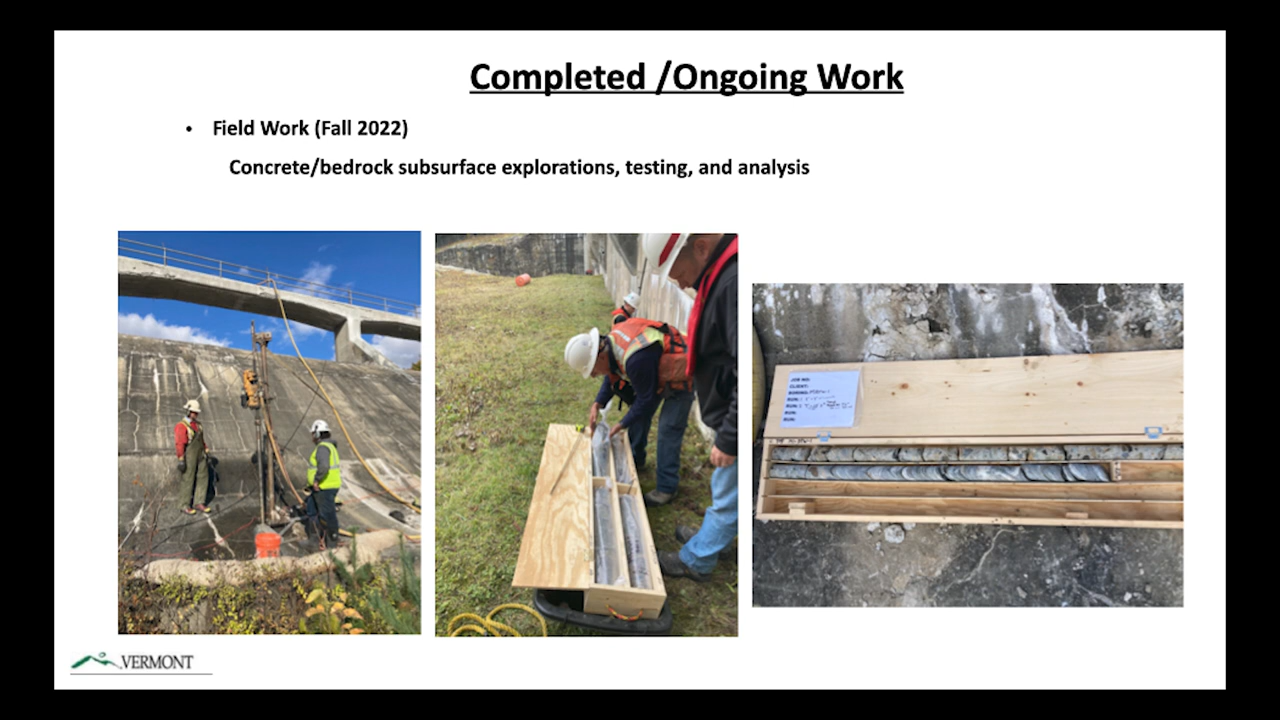 Completed /Ongoing Work
• Field Work (Fall 2022)
Concrete/bedrock subsurface explorations, testing, and analysis
JOB NO:
CLIENT:
BORING:
RUN:
RUN:
RUN:
RUN:
VERMONT